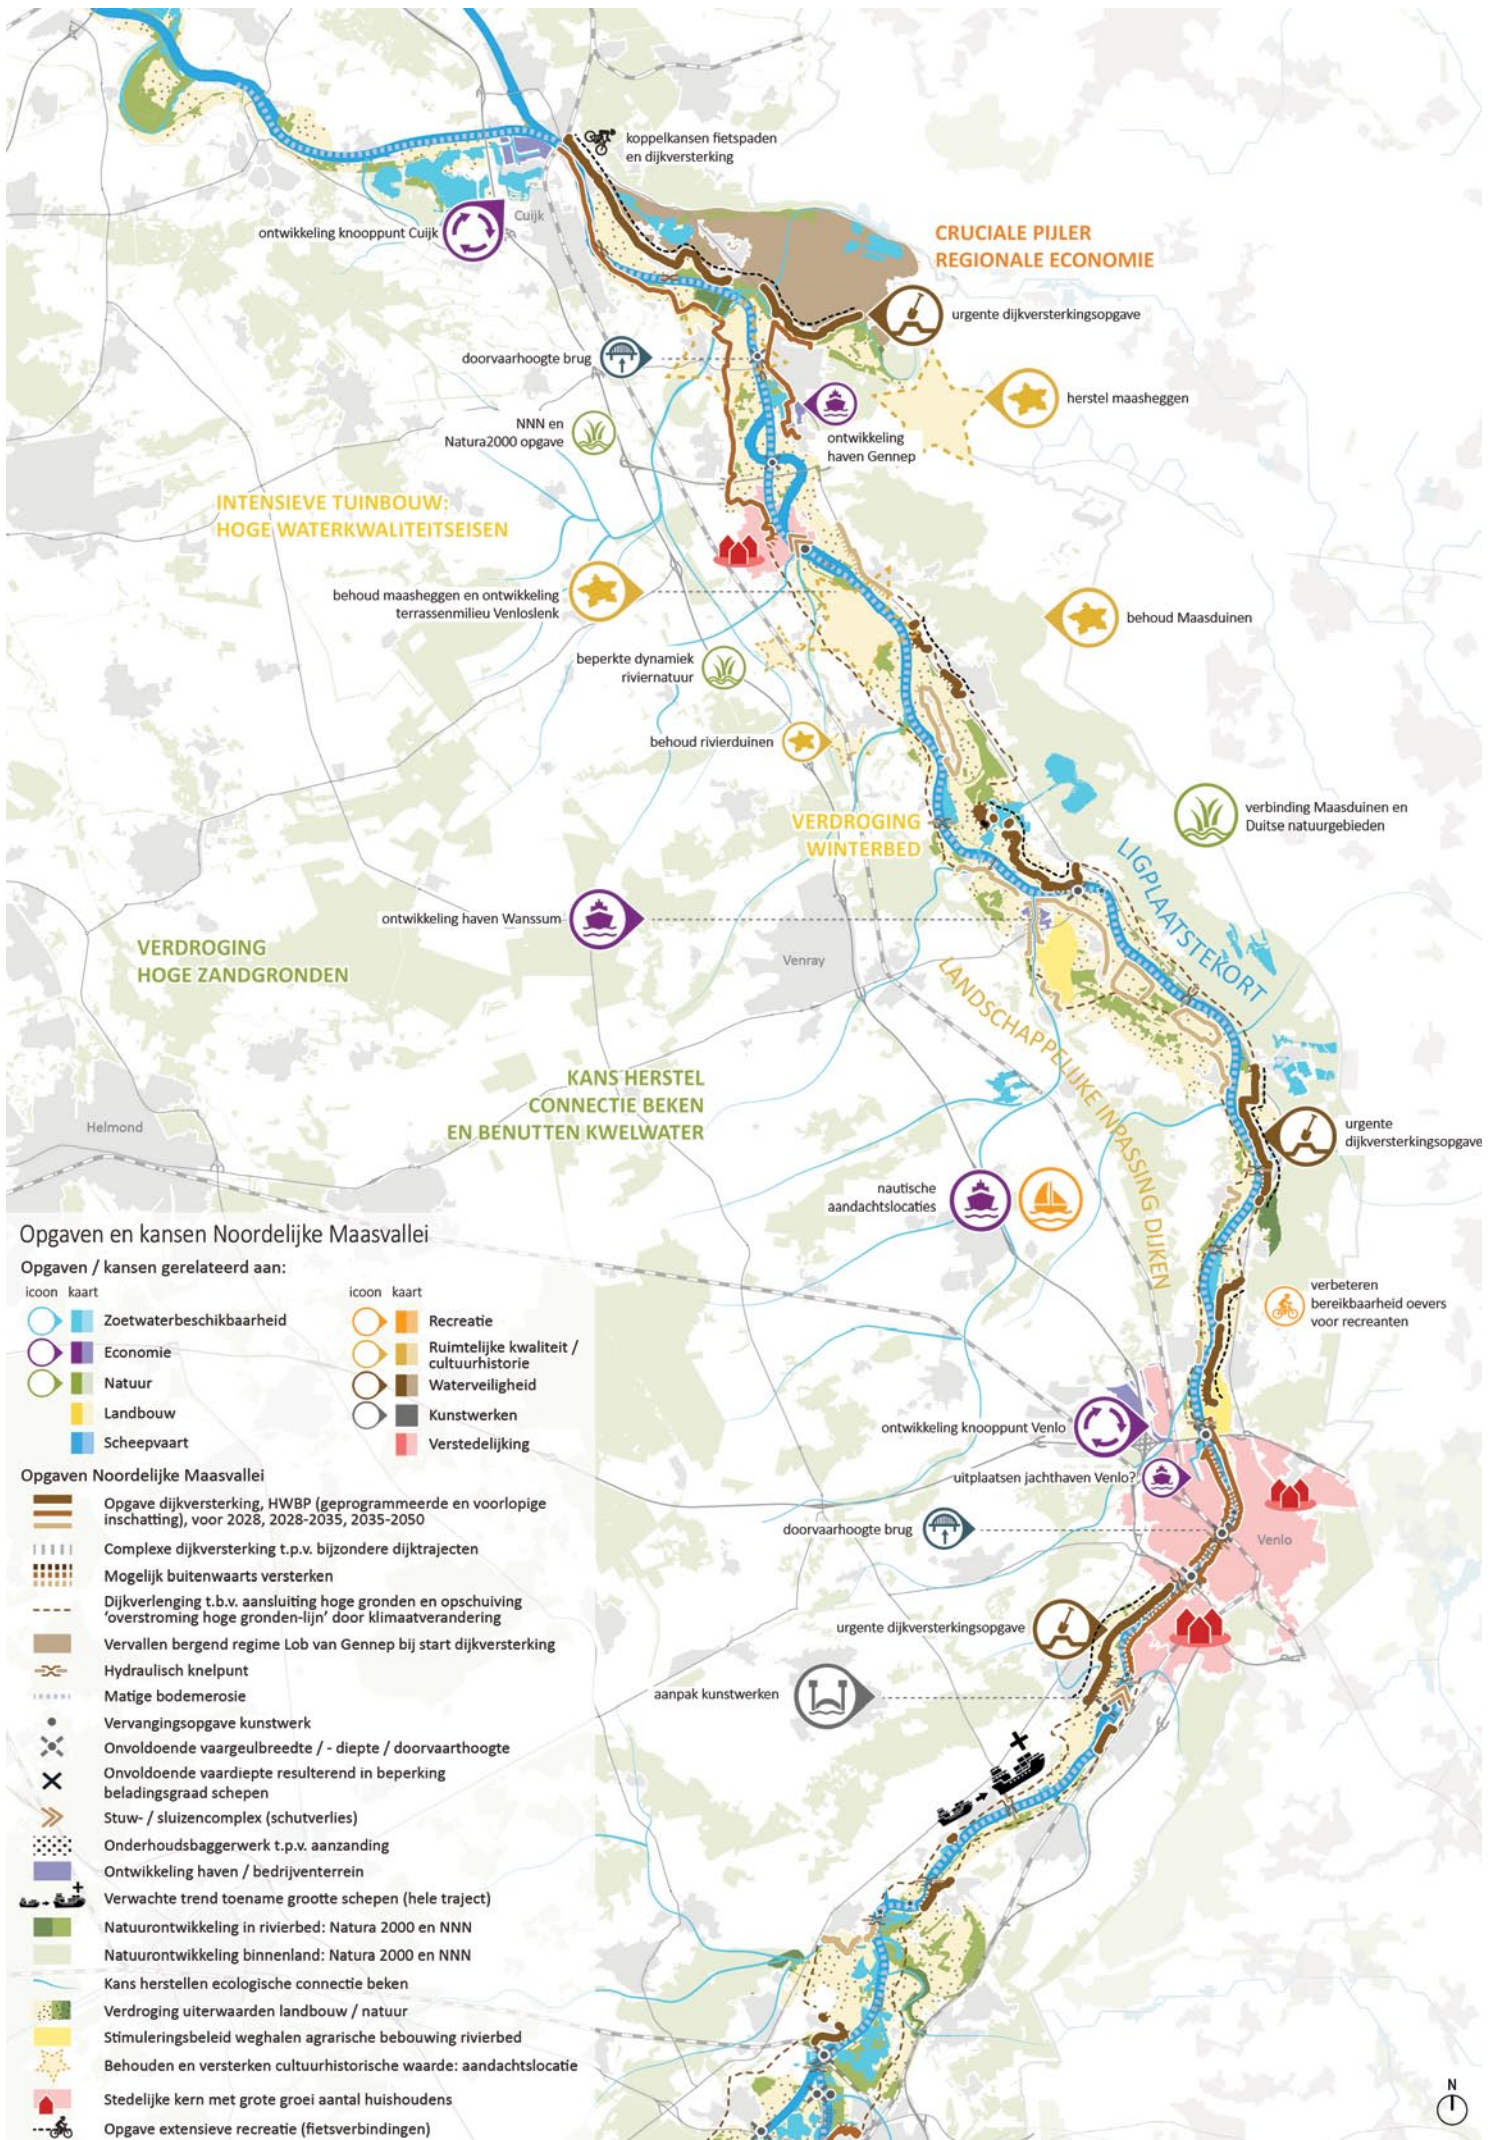 koppelkansen fietspaden
en dijkversterking
Cuijk
ontwikkeling knooppunt Cuijk
CRUCIALE PIJLER
REGIONALE ECONOMIE
urgente dijkversterkingsopgave
doorvaarhoogte brug
herstel maasheggen
NNN en
Natura2000 opgave
ontwikkeling
haven Gennep
INTENSIEVE TUINBOUW:
HOGE WATERKWALITEITSEISEN
behoud maasheggen en ontwikkeling
terrassenmilieu Venloslenk
behoud Maasduinen
beperkte dynamiek
riviernatuur
behoud rivierduinen
VERDROGING
WINTERBED
verbinding Maasduinen en
Duitse natuurgebieden
LIGPLAATSTEKORT
ontwikkeling haven Wanssum
VERDROGING
HOGE ZANDGRONDEN
Venray
LANDSCHAPPELIJKE INPASSING DIJKEN
KANS HERSTEL
CONNECTIE BEKEN
EN BENUTTEN KWELWATER
Helmond
urgente
dijkversterkingsopgave
nautische
aandachtslocaties
verbeteren
bereikbaarheid oevers
voor recreanten
ontwikkeling knooppunt Venlo
uitplaatsen jachthaven Venlo?
doorvaarhoogte brug
Venlo
urgente dijkversterkingsopgave
aanpak kunstwerken
Opgaven en kansen Noordelijke Maasvallei
Opgaven / kansen gerelateerd aan:
icoon kaart
Zoetwaterbeschikbaarheid
Economie
Natuur
Landbouw
Scheepvaart
icoon kaart
Recreatie
Ruimtelijke kwaliteit /
cultuurhistorie
Waterveiligheid
Kunstwerken
Verstedelijking
Opgaven Noordelijke Maasvallei
Opgave dijkversterking, HWBP (geprogrammeerde en voorlopige
inschatting), voor 2028, 2028-2035, 2035-2050
Complexe dijkversterking t.p.v. bijzondere dijktrajecten
Mogelijk buitenwaarts versterken
Dijkverlenging t.b.v. aansluiting hoge gronden en opschuiving
‘overstroming hoge gronden-lijn’ door klimaatverandering
Vervallen bergend regime Lob van Gennep bij start dijkversterking
Hydraulisch knelpunt
Matige bodemerosie
Vervangingsopgave kunstwerk
Onvoldoende vaargeulbreedte / - diepte / doorvaarthoogte
Onvoldoende vaardiepte resulterend in beperking
beladingsgraad schepen
Stuw- / sluizencomplex (schutverlies)
Onderhoudsbaggerwerk t.p.v. aanzanding
Ontwikkeling haven / bedrijventerrein
Verwachte trend toename grootte schepen (hele traject)
Natuurontwikkeling in rivierbed: Natura 2000 en NNN
Natuurontwikkeling binnenland: Natura 2000 en NNN
Kans herstellen ecologische connectie beken
Verdroging uiterwaarden landbouw / natuur
Stimuleringsbeleid weghalen agrarische bebouwing rivierbed
Behouden en versterken cultuurhistorische waarde: aandachtslocatie
Stedelijke kern met grote groei aantal huishoudens
Opgave extensieve recreatie (fietsverbindingen)
N